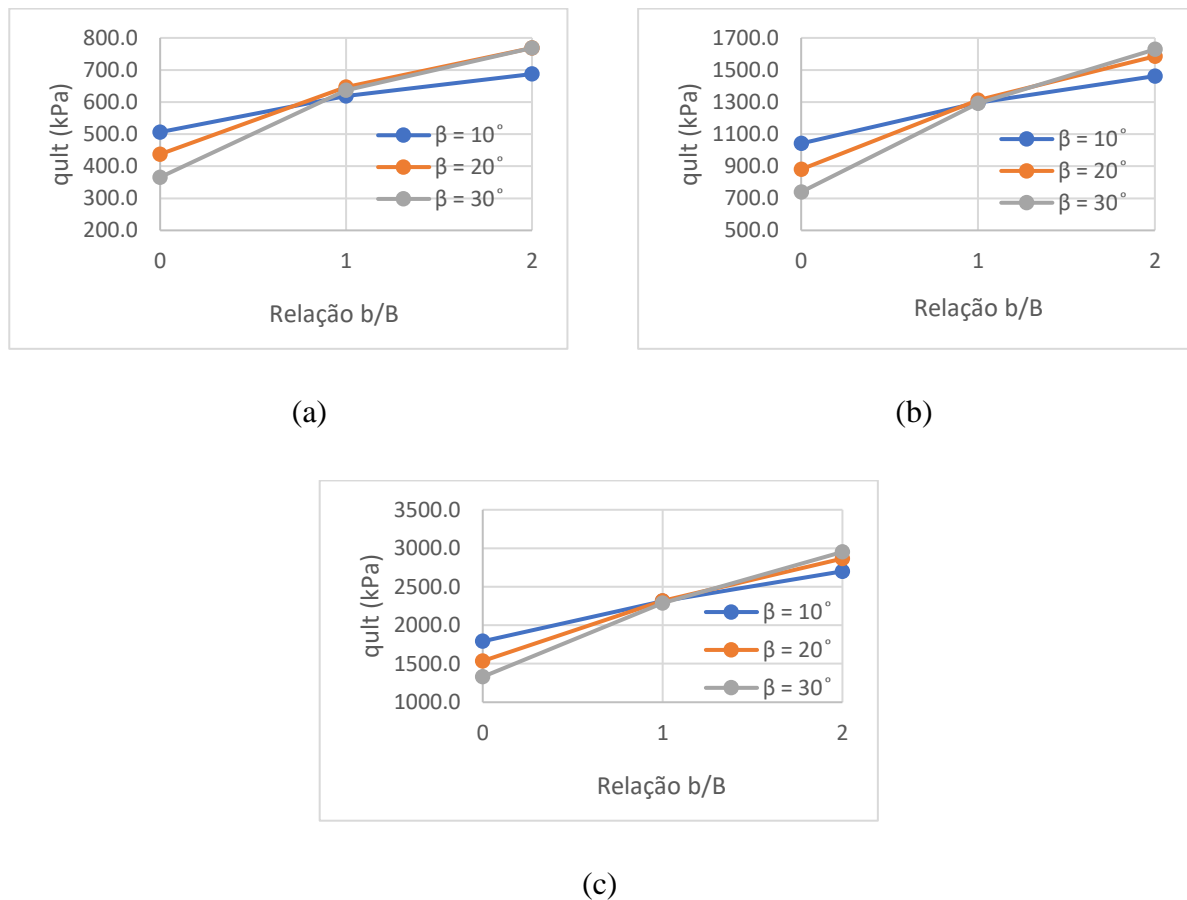 800.0
700.0
600.0
500.0
400.0
300.0
200.0
qult (kPa)
β = 10°
β = 20°
β = 30°
0 1 2
Relação b/B
(a)
1700.0
1500.0
1300.0
1100.0
900.0
700.0
500.0
qult (kPa)
β = 10°
β = 20°
β = 30°
0 1 2
Relação b/B
(b)
3500.0
3000.0
2500.0
2000.0
1500.0
1000.0
qult (kPa)
β = 10°
β = 20°
β = 30°
0 1 2
Relação b/B
(c)